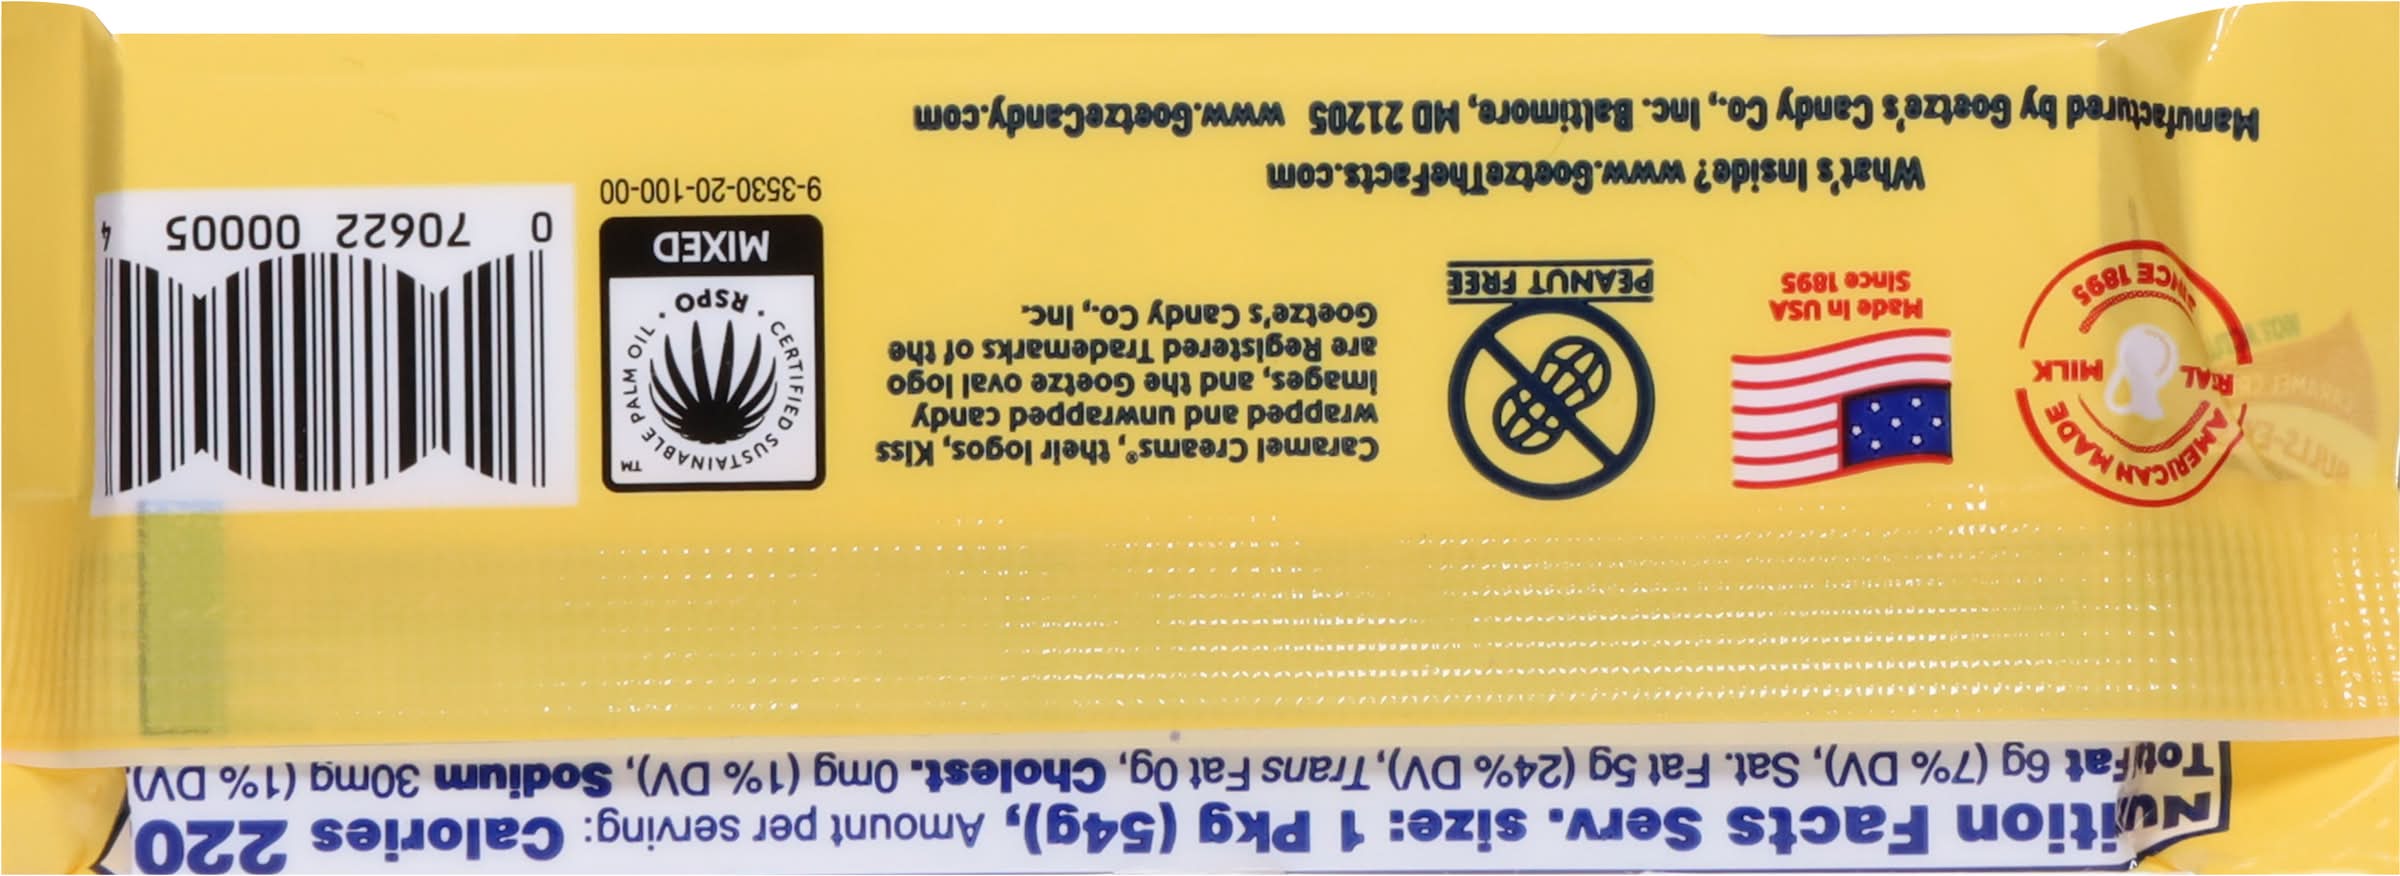 Nutrition Facts Serv. size: 1 Pkg (54g), Amount per serving: Calories 220
Total Fat 6g (7% DV), Sat. Fat 5g (24% DV), Trans Fat 0g, Cholest. 0mg (1% DV), Sodium 30mg (1% DV),
AMERICAN MADE
REAL MILK
SINCE 1895
Made In USA
Since 1895
PEANUT FREE
Caramel Creams®, their logos, Kiss
wrapped and unwrapped candy
images, and the Goetze oval logo
are Registered Trademarks of the
Goetze's Candy Co., Inc.
TM
CERTIFIED SUSTAINABLE PALM OIL
· RSPO ·
MIXED
9-3530-20-100-00
0 70622 00005 4
What's Inside? www.GoetzeTheFacts.com
Manufactured by Goetze's Candy Co., Inc. Baltimore, MD 21205 www.GoetzeCandy.com